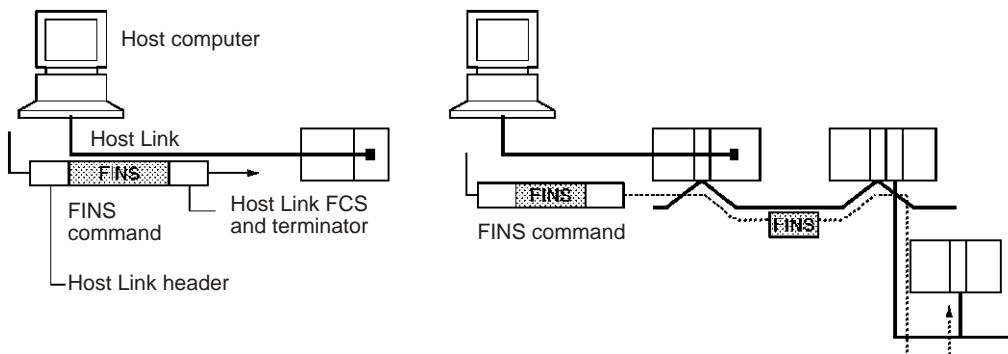 Host computer
Host Link
FINS
FINS
command
Host Link FCS
and terminator
Host Link header
FINS
FINS command
FINS